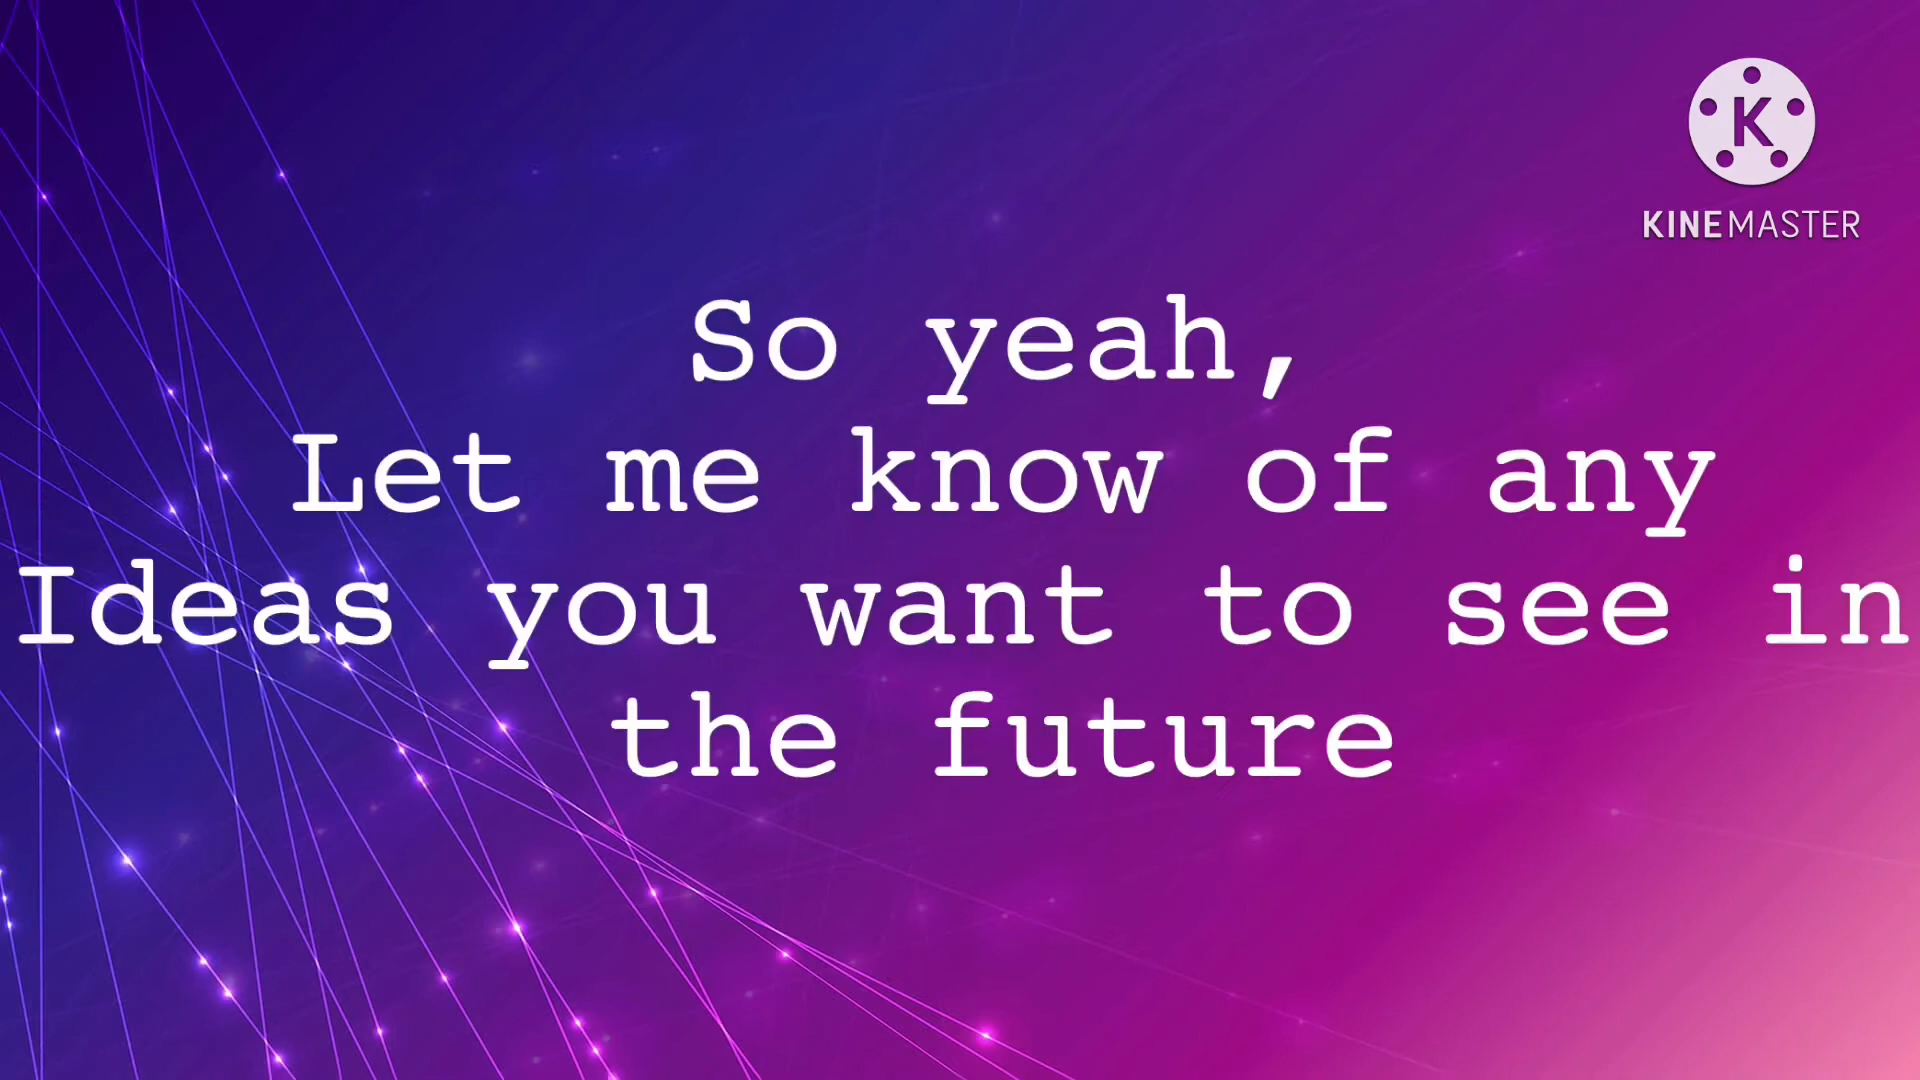 K
KINEMASTER
So yeah,
Let me know of any
Ideas you want to see in
the future